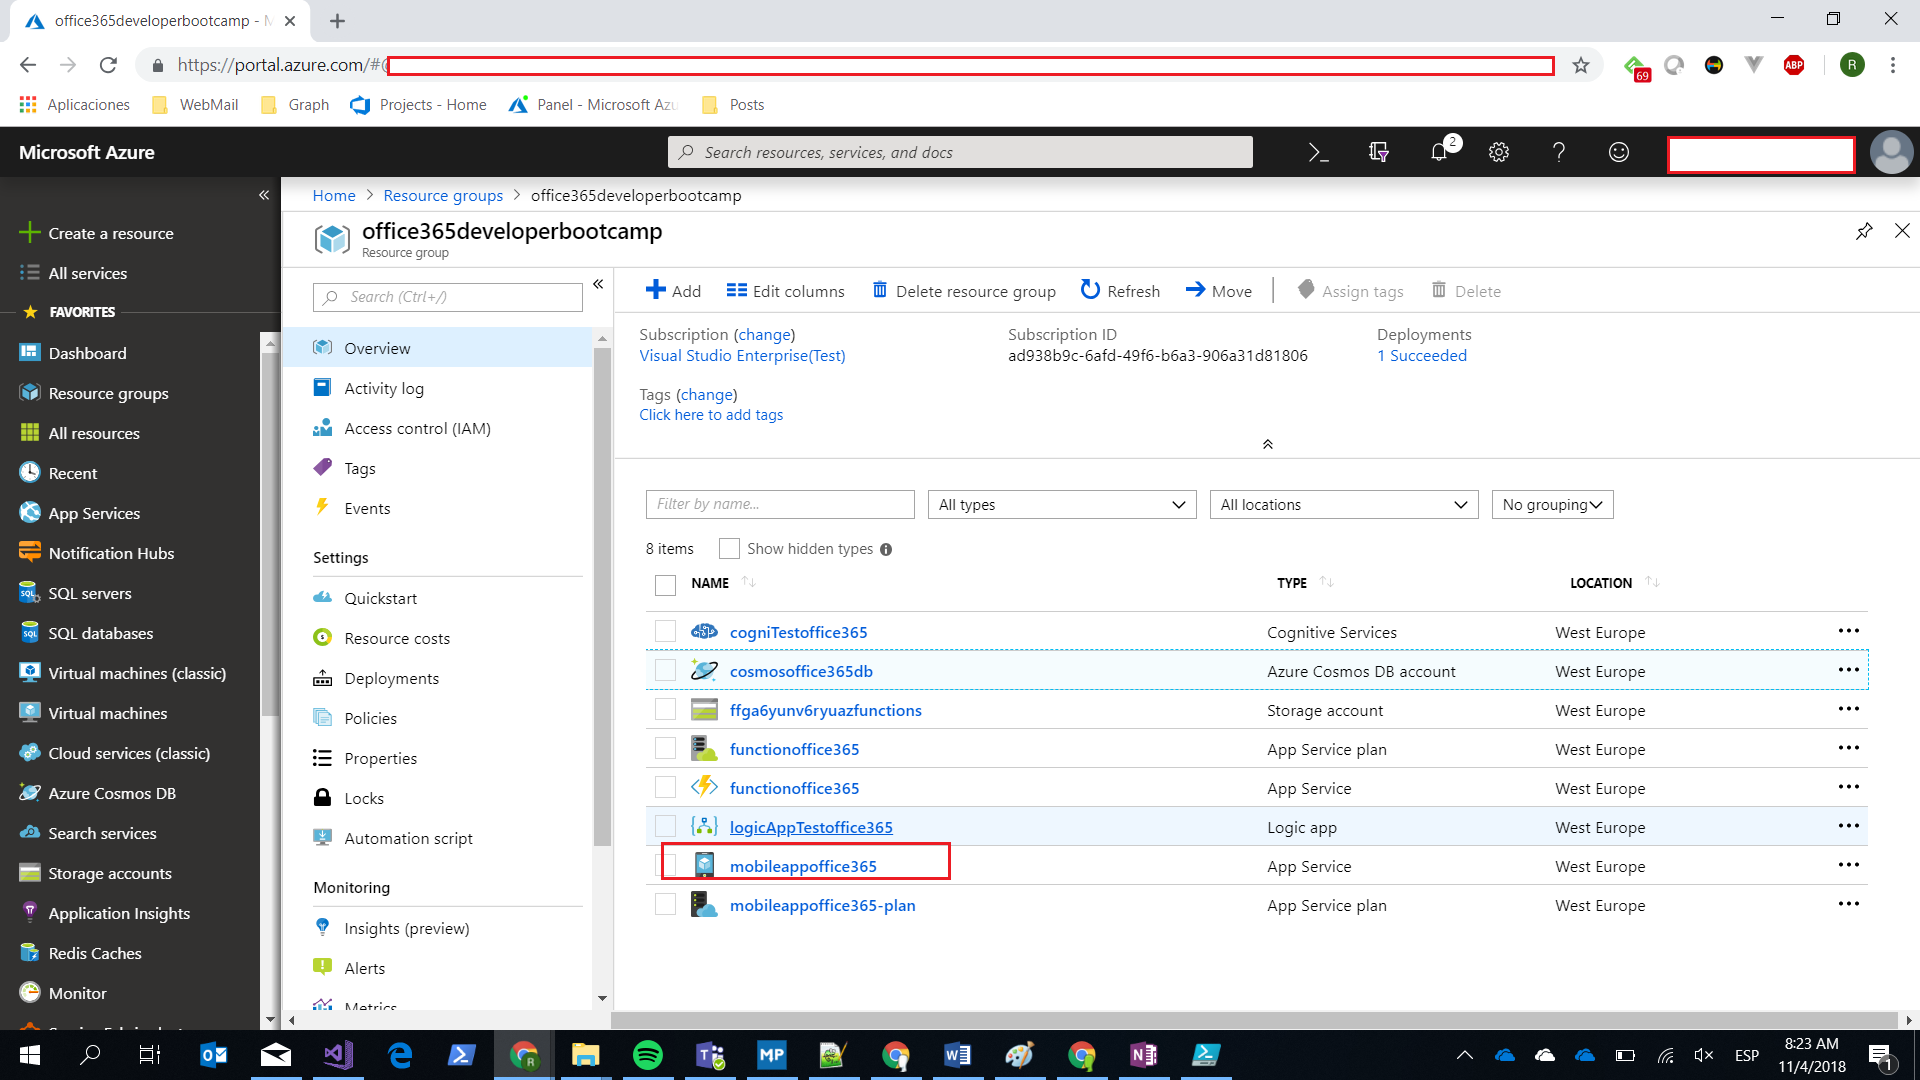 office365developerbootcamp - M
https://portal.azure.com/#@
69
ABP
R
Aplicaciones
WebMail
Graph
Projects - Home
Panel - Microsoft Azu
Posts
Microsoft Azure
Search resources, services, and docs
2
Home > Resource groups > office365developerbootcamp
office365developerbootcamp
Resource group
Create a resource
All services
FAVORITES
Dashboard
Resource groups
All resources
Recent
App Services
Notification Hubs
SQL servers
SQL databases
Virtual machines (classic)
Virtual machines
Cloud services (classic)
Azure Cosmos DB
Search services
Storage accounts
Application Insights
Redis Caches
Monitor
Search (Ctrl+/)
Overview
Activity log
Access control (IAM)
Tags
Events
Settings
Quickstart
Resource costs
Deployments
Policies
Properties
Locks
Automation script
Monitoring
Insights (preview)
Alerts
Metrics
Add
Edit columns
Delete resource group
Refresh
Move
Assign tags
Delete
Subscription (change)
Visual Studio Enterprise(Test)
Subscription ID
ad938b9c-6afd-49f6-b6a3-906a31d81806
Deployments
1 Succeeded
Tags (change)
Click here to add tags
Filter by name...
All types
All locations
No grouping
8 items
Show hidden types
NAME TYPE LOCATION
cogniTestoffice365 Cognitive Services West Europe
cosmosoffice365db Azure Cosmos DB account West Europe
ffga6yunv6ryuazfunctions Storage account West Europe
functionoffice365 App Service plan West Europe
functionoffice365 App Service West Europe
logicAppTestoffice365 Logic app West Europe
mobileappoffice365 App Service West Europe
mobileappoffice365-plan App Service plan West Europe
MP
ESP
8:23 AM
11/4/2018
1